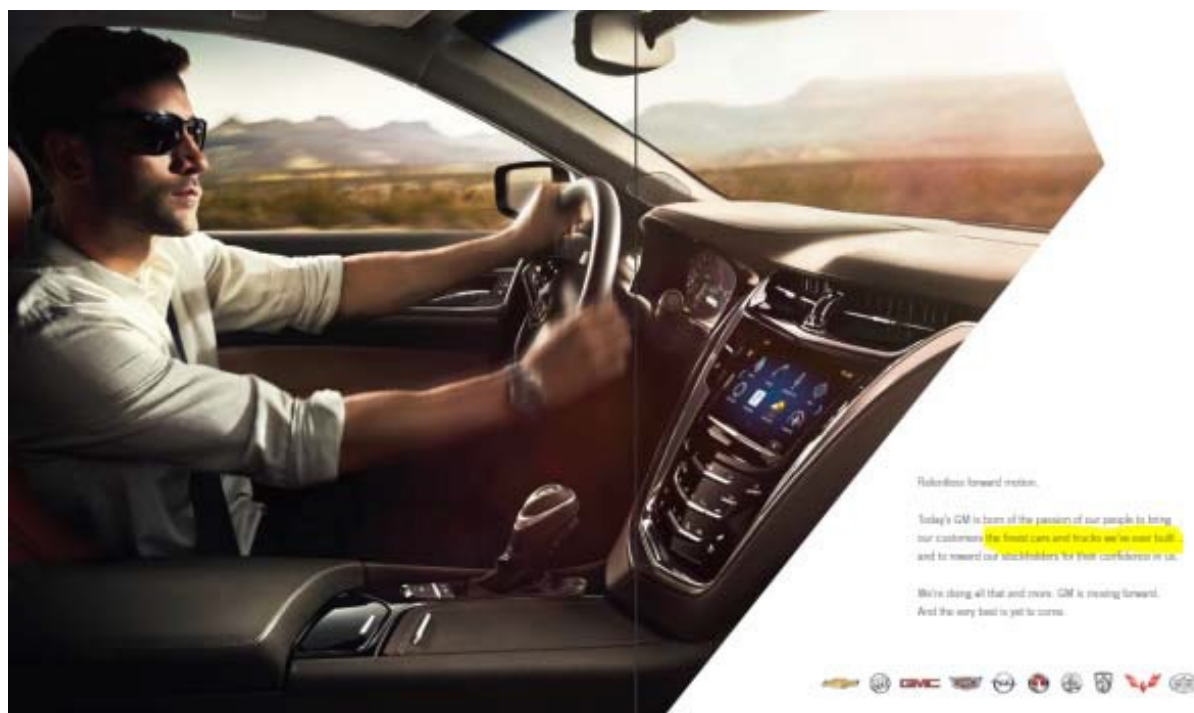 Relentless forward motion.
Today's GM is born of the passion of our people to bring
our customers the finest cars and trucks we've ever built...
and to reward our stockholders for their confidence in us.
We're doing all that and more. GM is moving forward.
And the very best is yet to come.
GMC